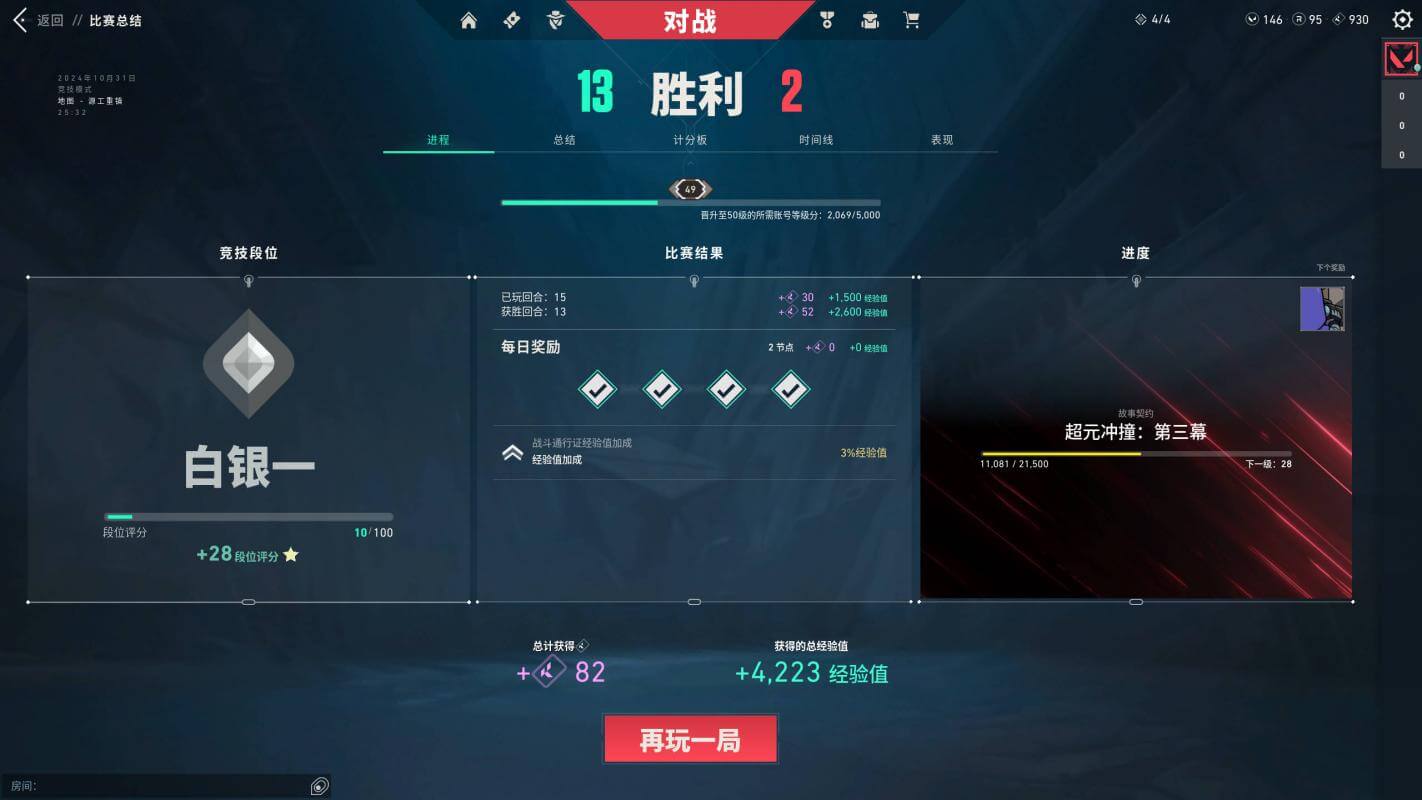 返回 // 比赛总结
对战
4/4
146
95
930
2024年10月31日
竞技模式
地图 - 源工重镇
25:32
13 胜利 2
进程
总结
计分板
时间线
表现
0
0
0
49
晋升至50级的所需账号等级分：2,069/5,000
竞技段位
白银一
段位评分
10/100
+28段位评分
比赛结果
已玩回合：15 + 30 +1,500 经验值
获胜回合：13 + 52 +2,600 经验值
每日奖励 2 节点 + 0 +0 经验值
战斗通行证经验值加成
经验值加成
3%经验值
进度
下个奖励
故事契约
超元冲撞：第三幕
11,081 / 21,500 下一级：28
总计获得
+ 82
获得的总经验值
+4,223 经验值
再玩一局
房间：